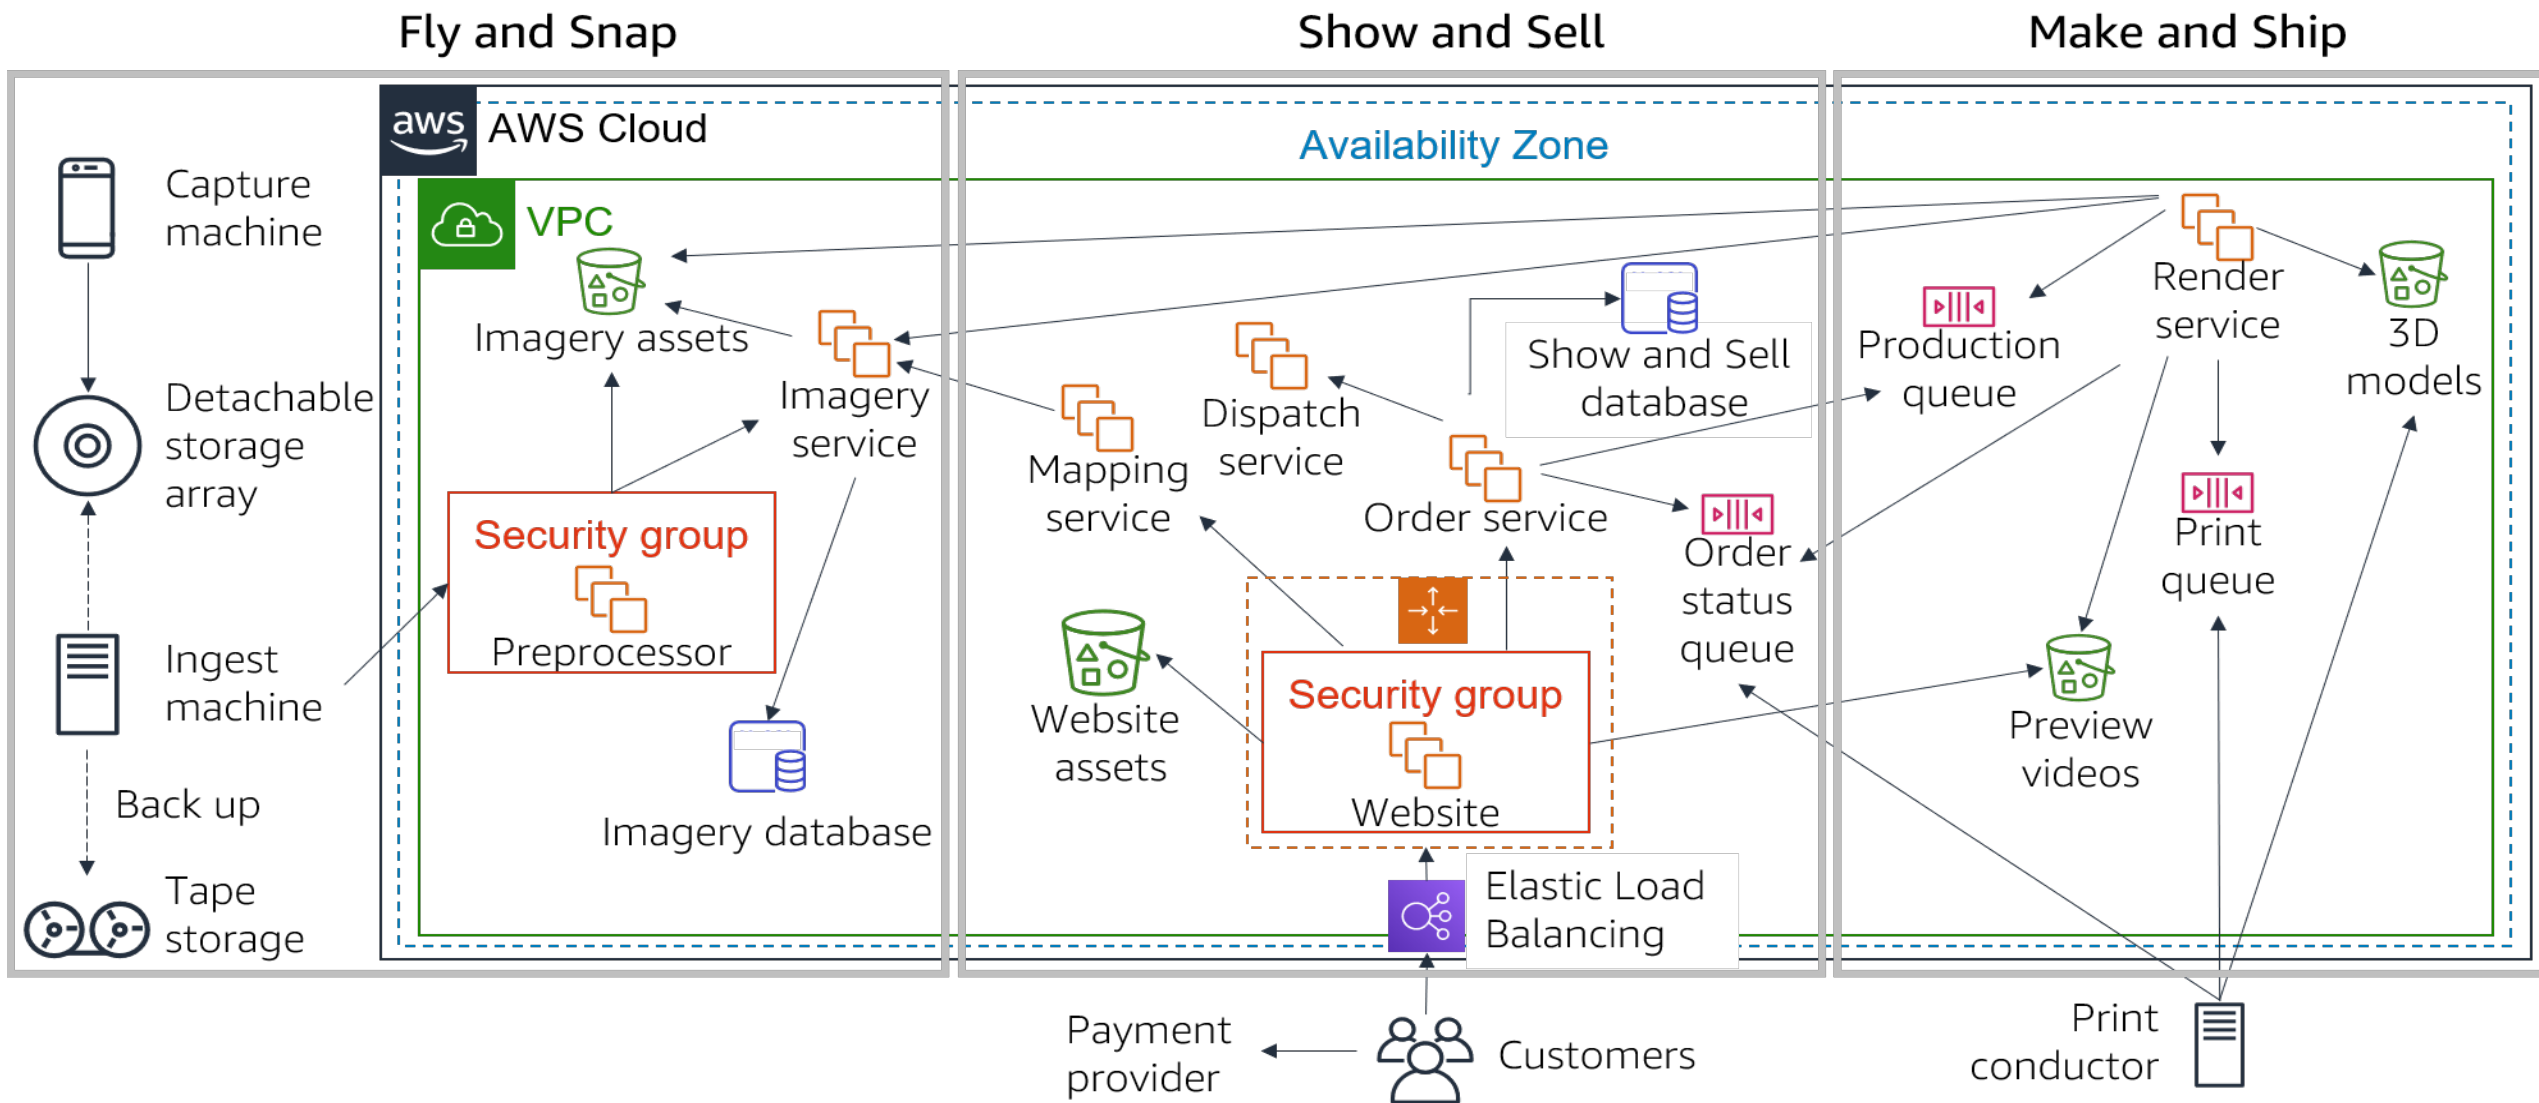 Fly and Snap
Show and Sell
Make and Ship
aws
AWS Cloud
Availability Zone
Capture
machine
VPC
Imagery assets
Detachable
storage
array
Imagery
service
Security group
Preprocessor
Ingest
machine
Back up
Imagery database
Tape
storage
Show and Sell
database
Dispatch
service
Mapping
service
Order service
Order
status
queue
Website
assets
Security group
Website
Elastic Load
Balancing
Render
service
Production
queue
3D
models
Print
queue
Preview
videos
Payment
provider
Customers
Print
conductor